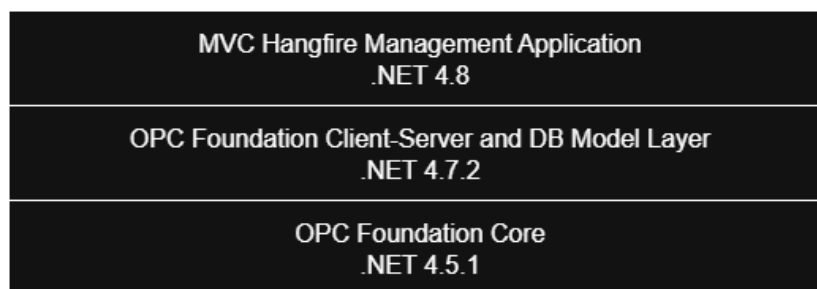 MVC Hangfire Management Application
.NET 4.8
OPC Foundation Client-Server and DB Model Layer
.NET 4.7.2
OPC Foundation Core
.NET 4.5.1